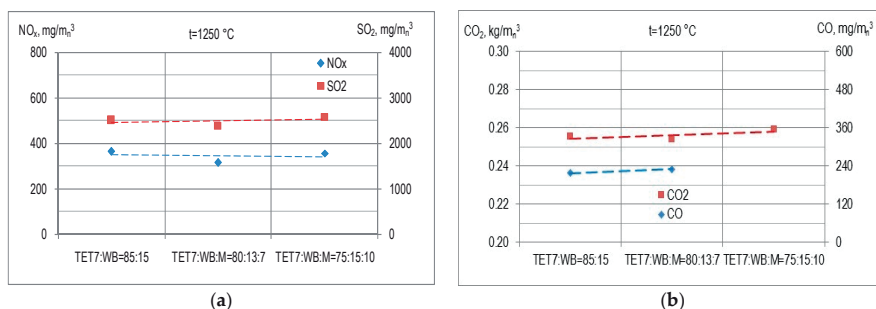 NOx, mg/mn3
t=1250 °C
SO2, mg/mn3
800
600
400
200
0
4000
3000
2000
1000
0
NOx
SO2
TET7:WB=85:15
TET7:WB:M=80:13:7
TET7:WB:M=75:15:10
(a)
CO2, kg/mn3
t=1250 °C
CO, mg/mn3
0.30
0.28
0.26
0.24
0.22
0.20
600
480
360
240
120
0
CO2
CO
TET7:WB=85:15
TET7:WB:M=80:13:7
TET7:WB:M=75:15:10
(b)